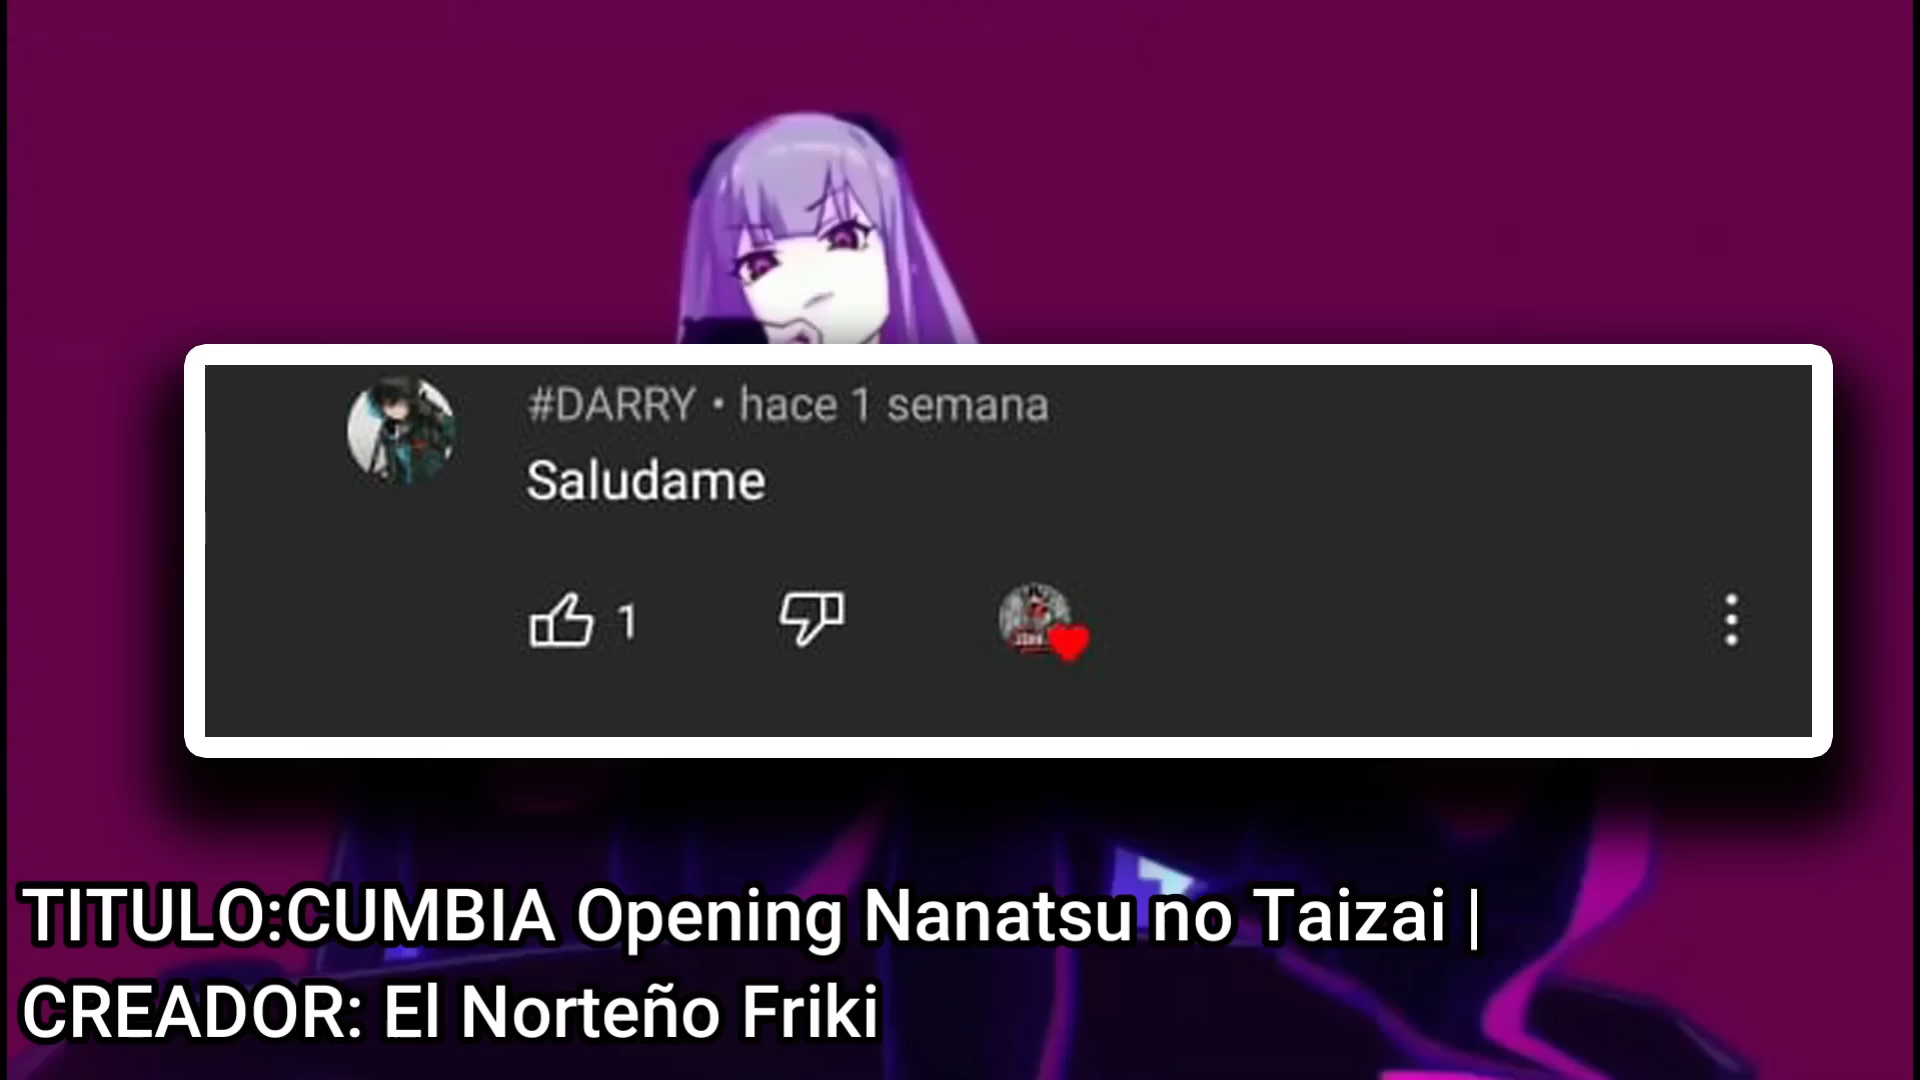 #DARRY • hace 1 semana
Saludame
1
TITULO:CUMBIA Opening Nanatsu no Taizai |
CREADOR: El Norteño Friki